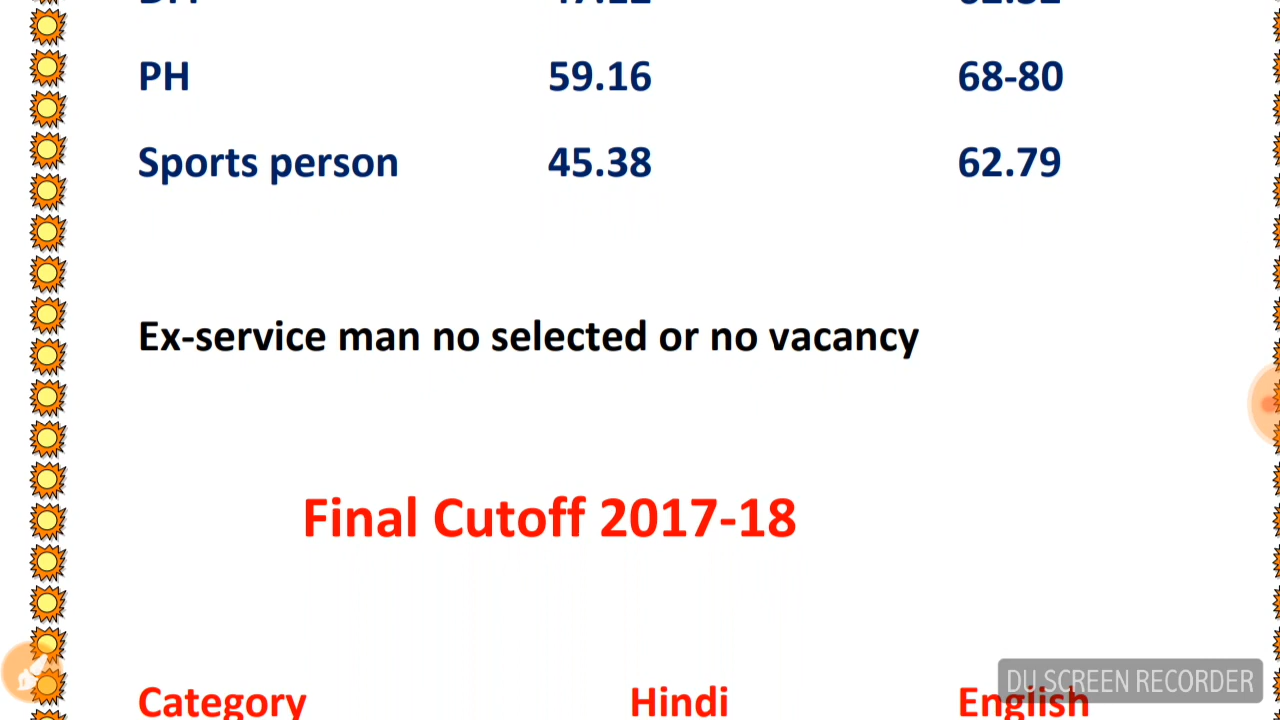 PH 59.16 68-80
Sports person 45.38 62.79
Ex-service man no selected or no vacancy
Final Cutoff 2017-18
Category Hindi English
DU SCREEN RECORDER